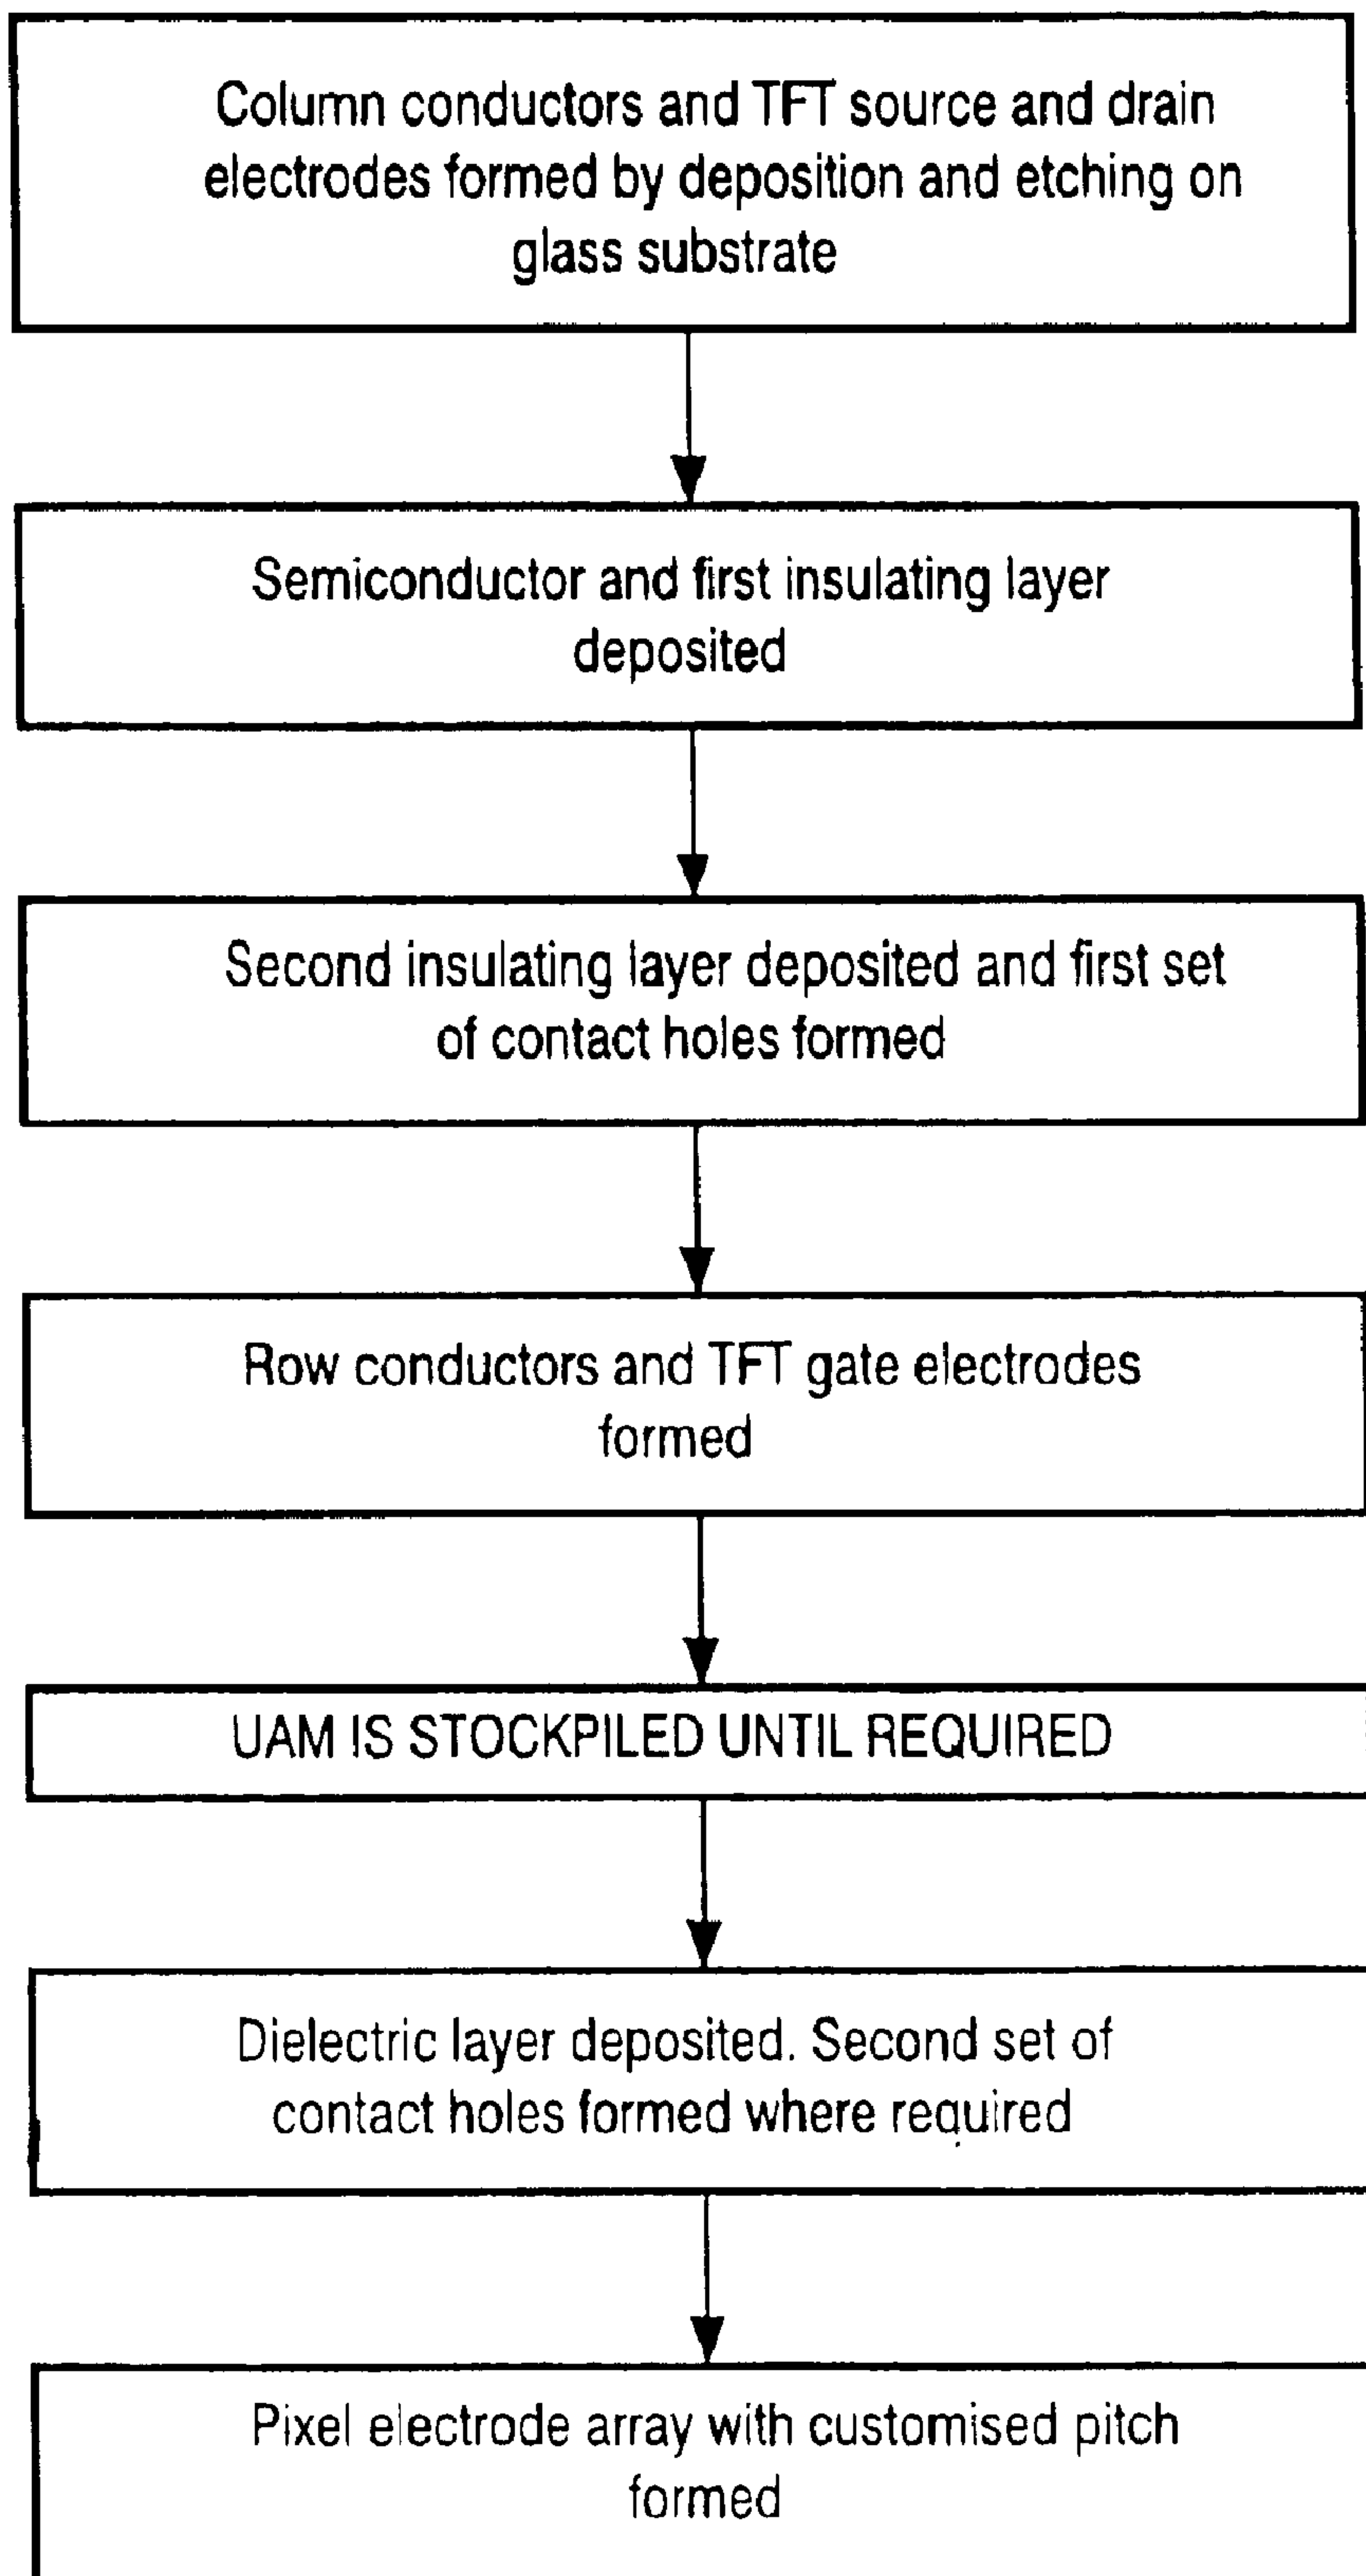 Column conductors and TFT source and drain
electrodes formed by deposition and etching on
glass substrate
Semiconductor and first insulating layer
deposited
Second insulating layer deposited and first set
of contact holes formed
Row conductors and TFT gate electrodes
formed
UAM IS STOCKPILED UNTIL REQUIRED
Dielectric layer deposited. Second set of
contact holes formed where required
Pixel electrode array with customised pitch
formed